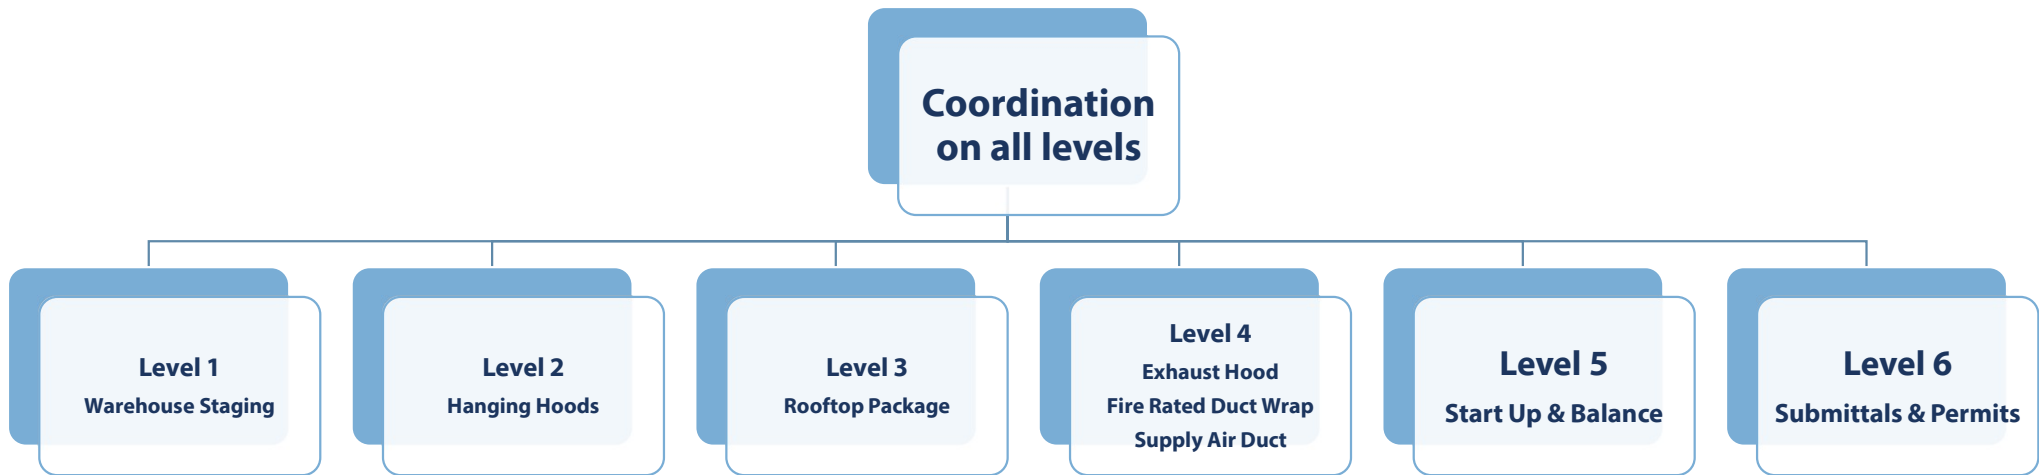 Coordination
on all levels
Level 1
Warehouse Staging
Level 2
Hanging Hoods
Level 3
Rooftop Package
Level 4
Exhaust Hood
Fire Rated Duct Wrap
Supply Air Duct
Level 5
Start Up & Balance
Level 6
Submittals & Permits